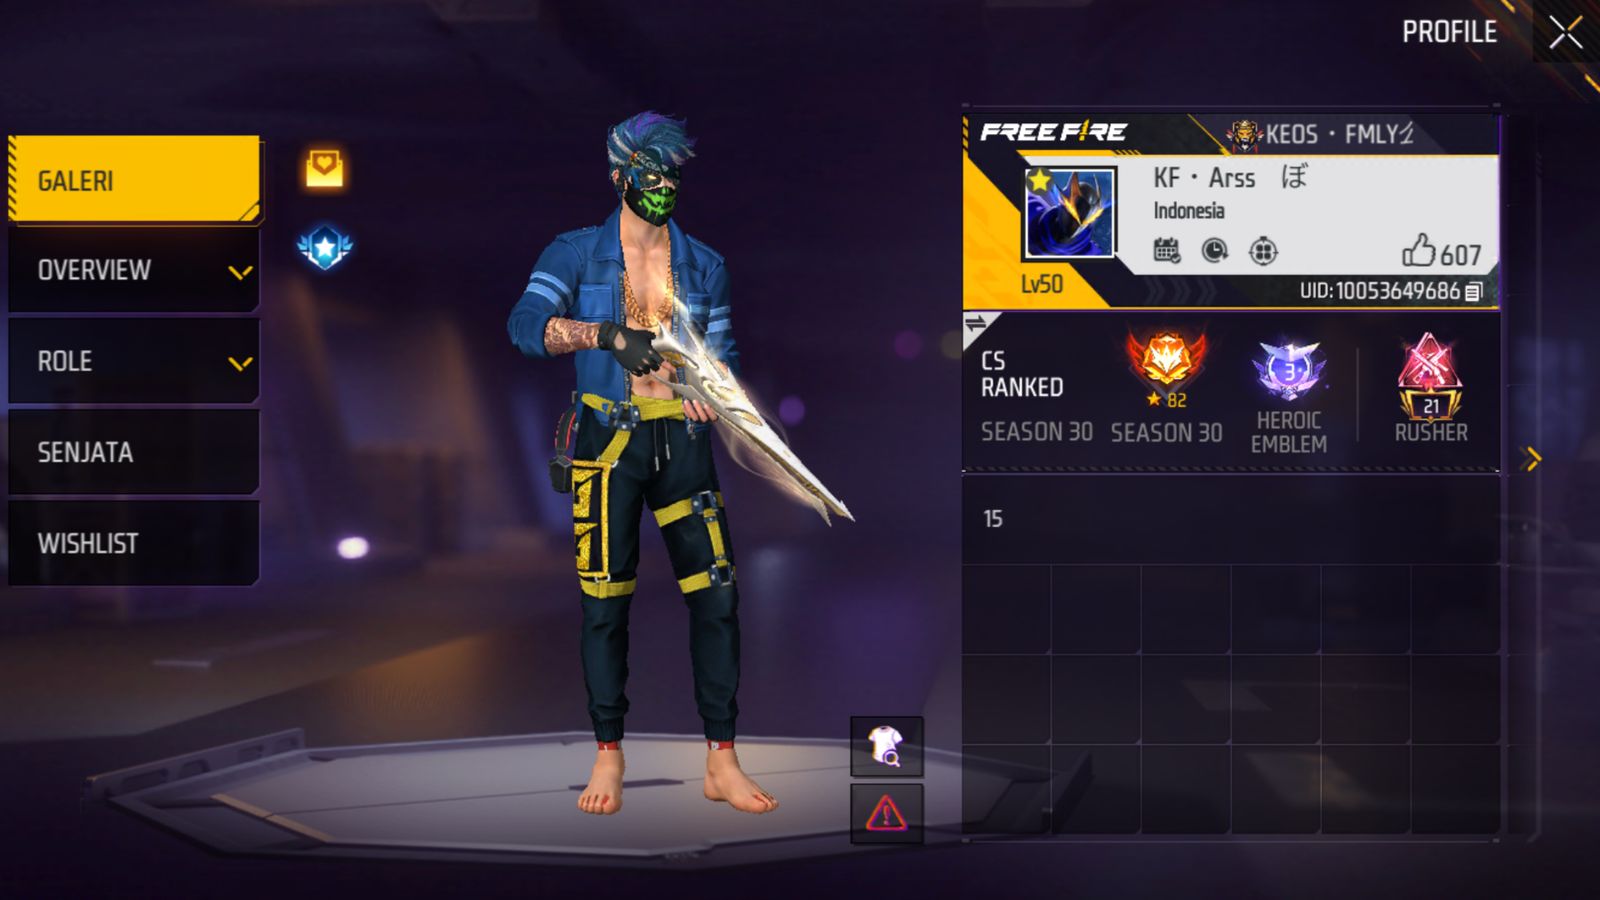 PROFILE
GALERI
OVERVIEW
ROLE
SENJATA
WISHLIST
FREE FIRE
KEOS・FMLY
KF・Arss ぼ
Indonesia
607
Lv50
UID:10053649686
CS
RANKED
SEASON 30
82
SEASON 30
3
HEROIC
EMBLEM
21
RUSHER
15